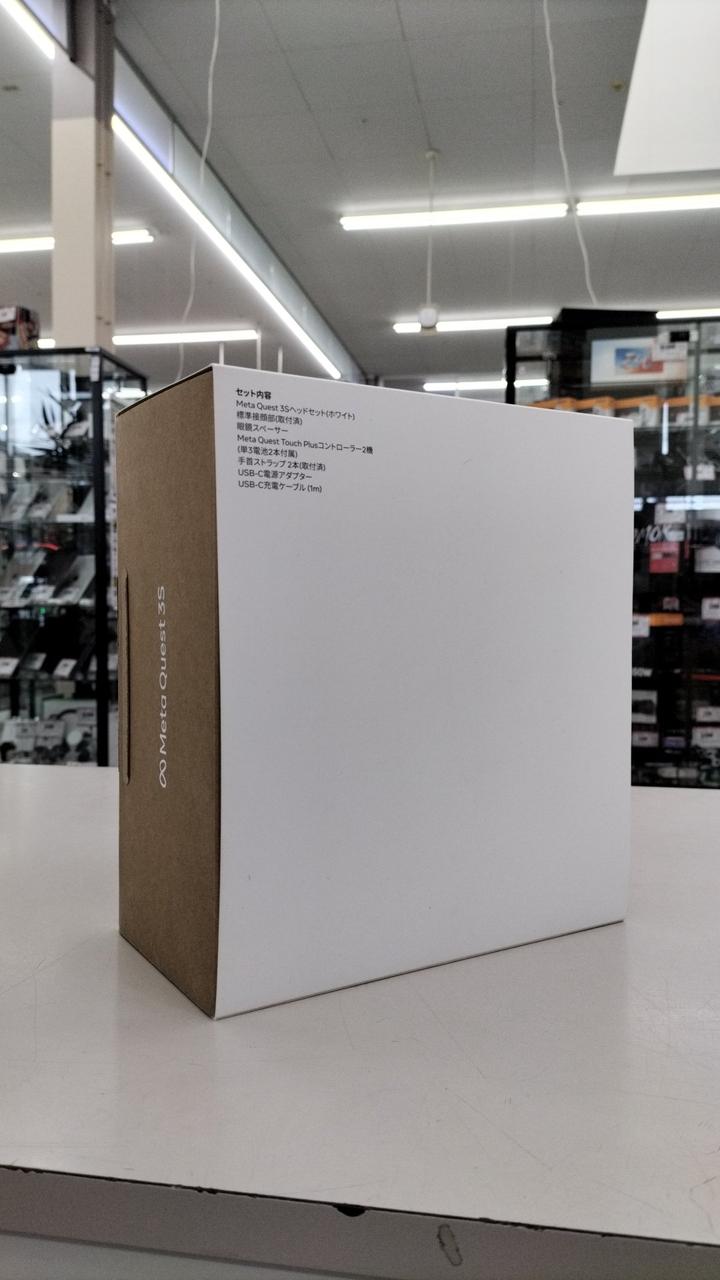 セット内容
Meta Quest 3Sヘッドセット(ホワイト)
標準接顔部(取付済)
眼鏡スペーサー
Meta Quest Touch Plusコントローラー2機
(単3電池2本付属)
手首ストラップ 2本(取付済)
USB-C電源アダプター
USB-C充電ケーブル (1m)
Meta Quest 3S